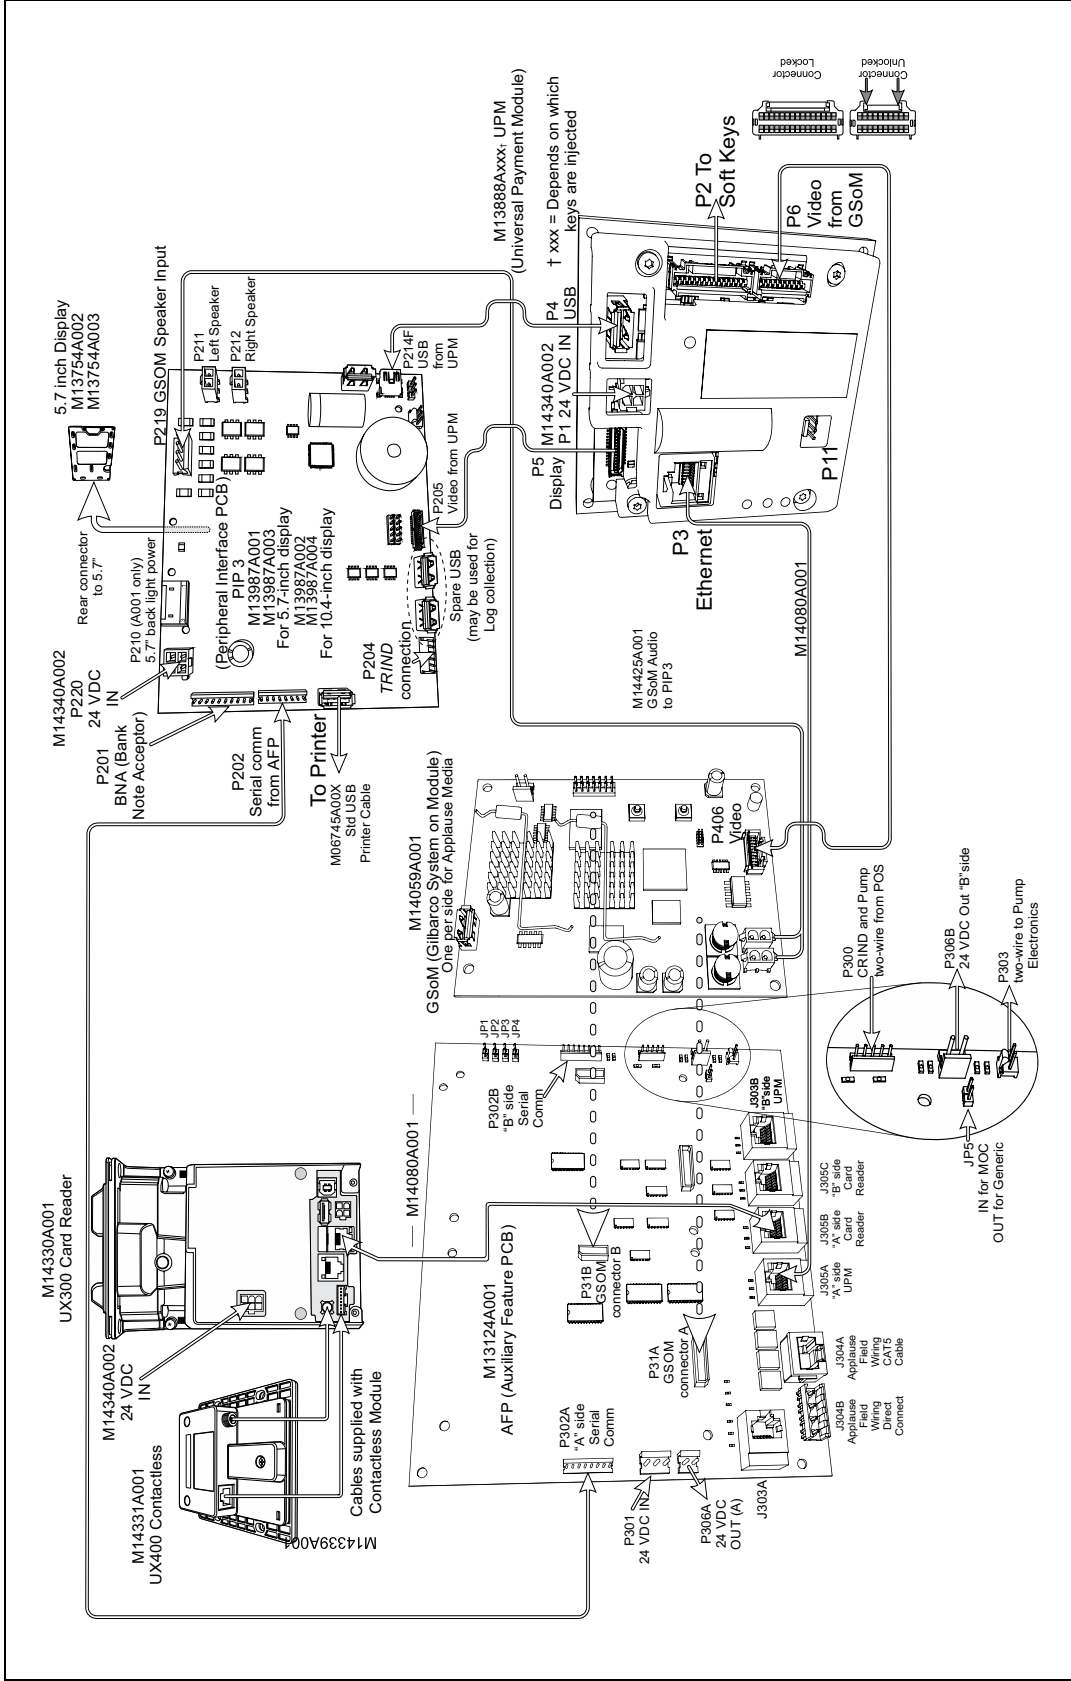 M14330A001
UX300 Card Reader
M14340A002
24 VDC
IN
M14331A001
UX400 Contactless
M14339A001
Cables supplied with
Contactless Module
M14340A002
P220
24 VDC
IN
P201
BNA (Bank
Note Acceptor)
P202
Serial comm
from AFP
To Printer
M06745A00X
Std USB
Printer Cable
5.7 inch Display
M13754A002
M13754A003
Rear connector
to 5.7"
P210 (A001 only)
5.7" back light power
P219 GSOM Speaker Input
P211
Left Speaker
P212
Right Speaker
(Peripheral Interface PCB)
PIP 3
M13987A001
M13987A003
For 5.7-inch display
M13987A002
M13987A004
For 10.4-inch display
P204
TRIND
connection
Spare USB
(may be used for
Log collection)
P205
Video from UPM
P214F
USB
from
UPM
M13888Axxx† UPM
(Universal Payment Module)
† xxx = Depends on which
keys are injected
M14340A002
P1 24 VDC IN
P4
USB
P5
Display
P3
Ethernet
P11
P2 To
Soft Keys
P6
Video
from
GSoM
Connector
Locked
Connector
Unlocked
M14080A001
M14425A001
GSoM Audio
to PIP3
M14059A001
GSoM (Gilbarco System on Module)
One per side for Applause Media
P406
Video
M14080A001
M13124A001
AFP (Auxiliary Feature PCB)
JP1
JP2
JP3
JP4
P302B
"B" side
Serial
Comm
P302A
"A" side
Serial
Comm
P31B
GSOM
connector B
P31A
GSOM
connector A
P301
24 VDC IN
P306A
24 VDC
OUT (A)
J303A
J304B
Applause
Field
Wiring
Direct
Connect
J304A
Applause
Field
Wiring
CAT5
Cable
J305A
"A" side
UPM
J305B
"A" side
Card
Reader
J305C
"B" side
Card
Reader
J303B
"B"side
UPM
P300
CRIND and Pump
two-wire from POS
P306B
24 VDC Out "B"side
P303
two-wire to Pump
Electronics
JP5
IN for MOC
OUT for Generic